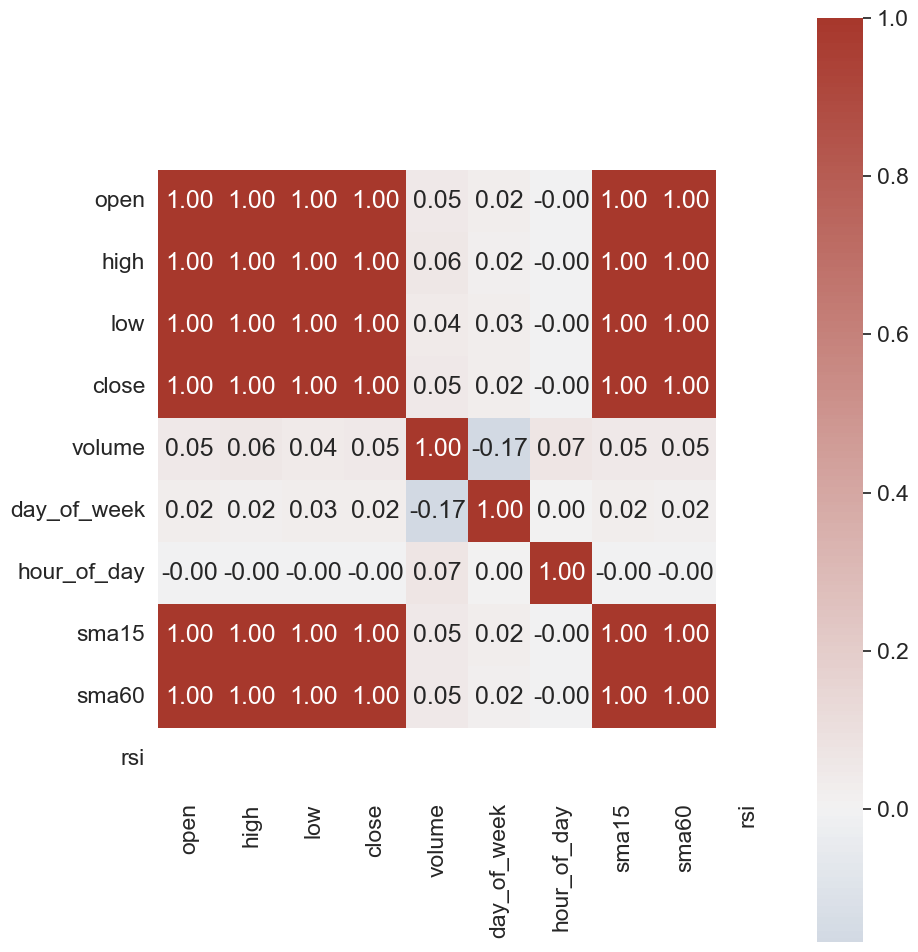 1.0
open 1.00 1.00 1.00 1.00 0.05 0.02 -0.00 1.00 1.00
0.8
high 1.00 1.00 1.00 1.00 0.06 0.02 -0.00 1.00 1.00
low 1.00 1.00 1.00 1.00 0.04 0.03 -0.00 1.00 1.00
0.6
close 1.00 1.00 1.00 1.00 0.05 0.02 -0.00 1.00 1.00
volume 0.05 0.06 0.04 0.05 1.00 -0.17 0.07 0.05 0.05
0.4
day_of_week 0.02 0.02 0.03 0.02 -0.17 1.00 0.00 0.02 0.02
hour_of_day -0.00 -0.00 -0.00 -0.00 0.07 0.00 1.00 -0.00 -0.00
sma15 1.00 1.00 1.00 1.00 0.05 0.02 -0.00 1.00 1.00
0.2
sma60 1.00 1.00 1.00 1.00 0.05 0.02 -0.00 1.00 1.00
rsi
0.0
open high low close volume day_of_week hour_of_day sma15 sma60 rsi